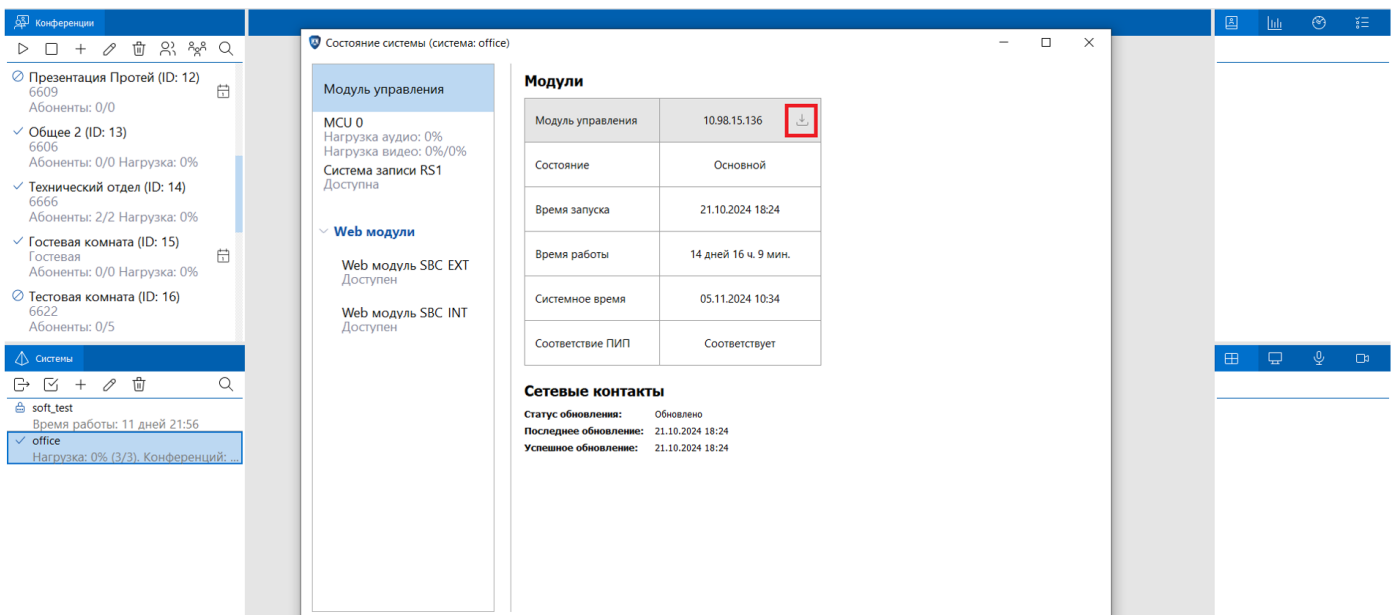 Конференции
Презентация Протей (ID: 12)
6609
Абоненты: 0/0
Общее 2 (ID: 13)
6606
Абоненты: 0/0 Нагрузка: 0%
Технический отдел (ID: 14)
6666
Абоненты: 2/2 Нагрузка: 0%
Гостевая комната (ID: 15)
Гостевая
Абоненты: 0/0 Нагрузка: 0%
Тестовая комната (ID: 16)
6622
Абоненты: 0/5
Системы
soft_test
Время работы: 11 дней 21:56
office
Нагрузка: 0% (3/3). Конференций: ...
Состояние системы (система: office)
Модуль управления
MCU 0
Нагрузка аудио: 0%
Нагрузка видео: 0%/0%
Система записи RS1
Доступна
Web модули
Web модуль SBC EXT
Доступен
Web модуль SBC INT
Доступен
Модули
Модуль управления 10.98.15.136
Состояние Основной
Время запуска 21.10.2024 18:24
Время работы 14 дней 16 ч. 9 мин.
Системное время 05.11.2024 10:34
Соответствие ПИП Соответствует
Сетевые контакты
Статус обновления: Обновлено
Последнее обновление: 21.10.2024 18:24
Успешное обновление: 21.10.2024 18:24